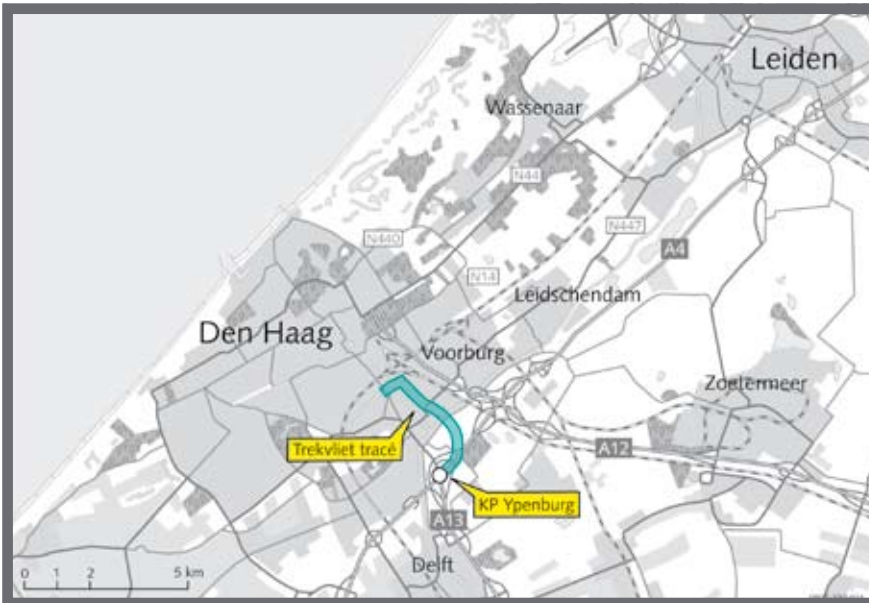 Leiden
Wassenaar
N44
N440
N447
A4
N14
Leidschendam
Den Haag
Voorburg
Zoetermeer
Trekvliet tracé
A12
KP Ypenburg
A13
Delft
0 1 2 5 km